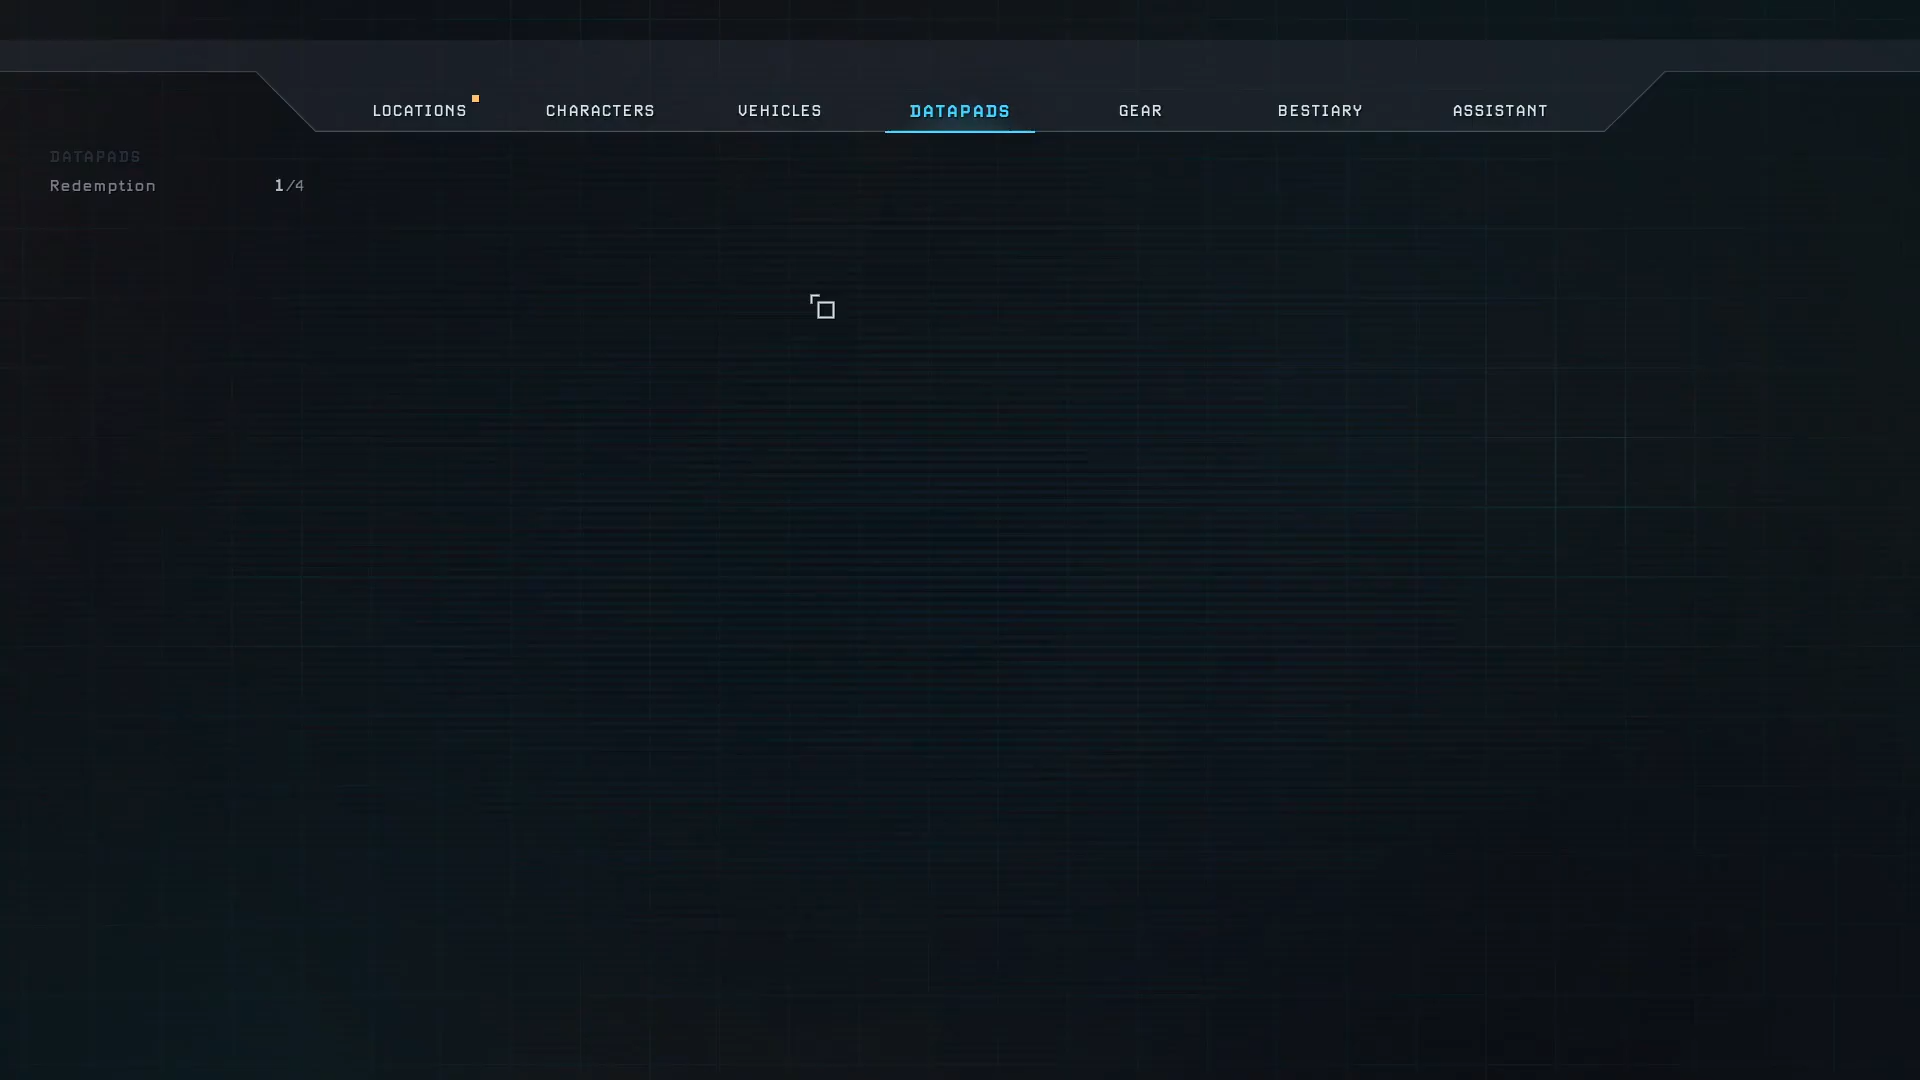 LOCATIONS CHARACTERS VEHICLES DATAPADS GEAR BESTIARY ASSISTANT
DATAPADS
Redemption 1/4